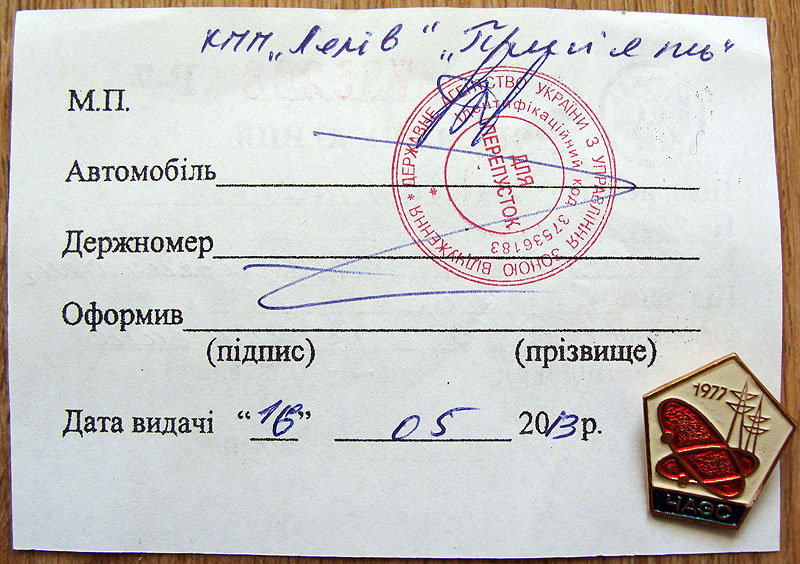 КПП „Лелів" „Прип'ять"
М.П.
Автомобіль
Держномер
Оформив
(підпис) (прізвище)
Дата видачі “16” 05 2013р.
* ДЕРЖАВНЕ АГЕНТСТВО УКРАЇНИ З УПРАВЛІННЯ ЗОНОЮ ВІДЧУЖЕННЯ
* Ідентифікаційний код 37536183
ДЛЯ
ПЕРЕПУСТОК
1977
ЧАЭС